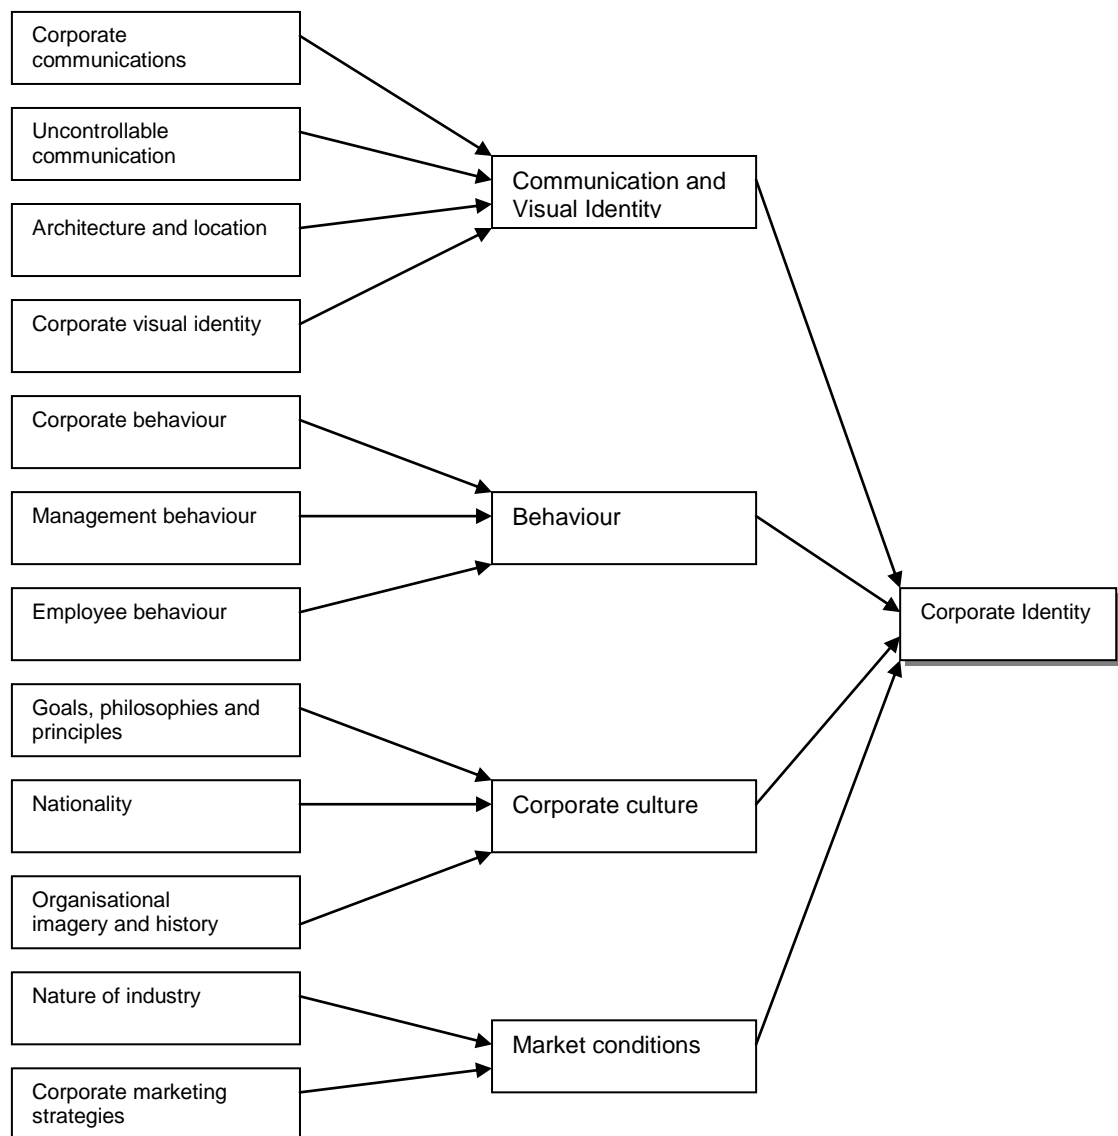 Corporate
communications
Uncontrollable
communication
Architecture and location
Corporate visual identity
Communication and
Visual Identity
Corporate behaviour
Management behaviour
Employee behaviour
Behaviour
Corporate Identity
Goals, philosophies and
principles
Nationality
Organisational
imagery and history
Corporate culture
Nature of industry
Corporate marketing
strategies
Market conditions